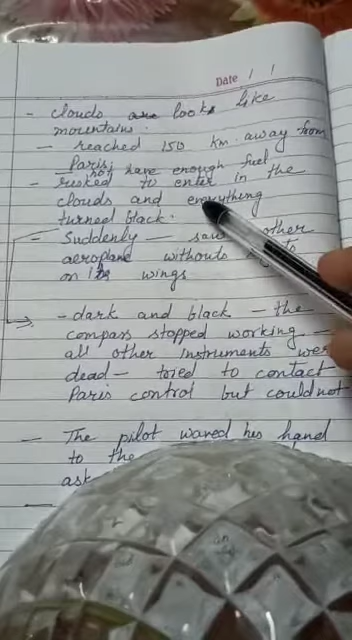 Date / /
- clouds are looks like
mountains.
- reached 150 km. away from
Paris. not have enough fuel
- risked to enter in the
clouds and everything
turned black.
- Suddenly - saw other
aeroplane withouts
on its wings
- dark and black - the
compass stopped working -
all other instruments were
dead - tried to contact
Paris control but couldnot
- The pilot waved his hand
to the
ask